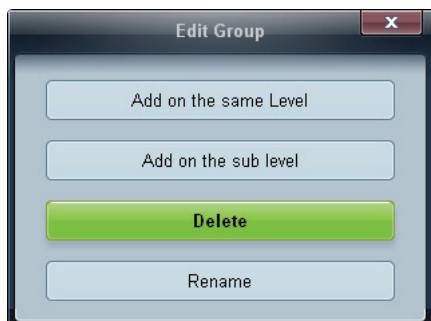 Edit Group
x
Add on the same Level
Add on the sub level
Delete
Rename